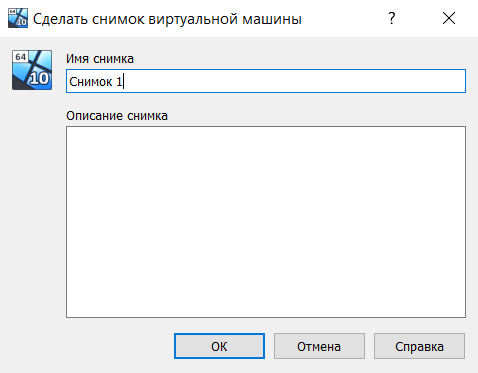 Сделать снимок виртуальной машины
?
64
10
Имя снимка
Снимок 1
Описание снимка
OK
Отмена
Справка